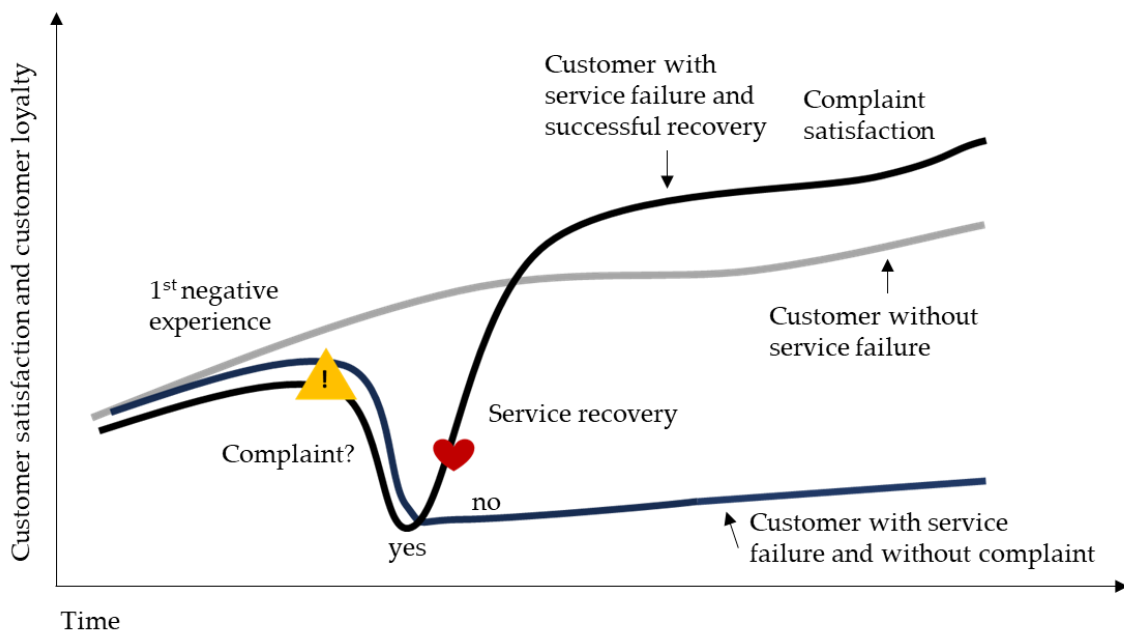 Customer satisfaction and customer loyalty
Customer with
service failure and
successful recovery
Complaint
satisfaction
1st negative
experience
Customer without
service failure
!
Service recovery
Complaint?
no
Customer with service
failure and without complaint
yes
Time